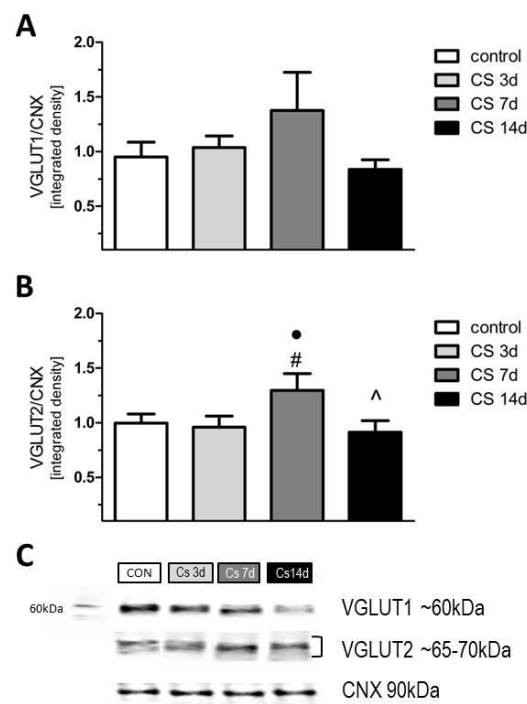 A
VGLUT1/CNX
[integrated density]
2.0
1.5
1.0
0.5
control
CS 3d
CS 7d
CS 14d
B
VGLUT2/CNX
[integrated density]
2.0
1.5
1.0
0.5
•
#
^
control
CS 3d
CS 7d
CS 14d
C
CON
Cs 3d
Cs 7d
Cs14d
60kDa
VGLUT1 ~60kDa
VGLUT2 ~65-70kDa
CNX 90kDa